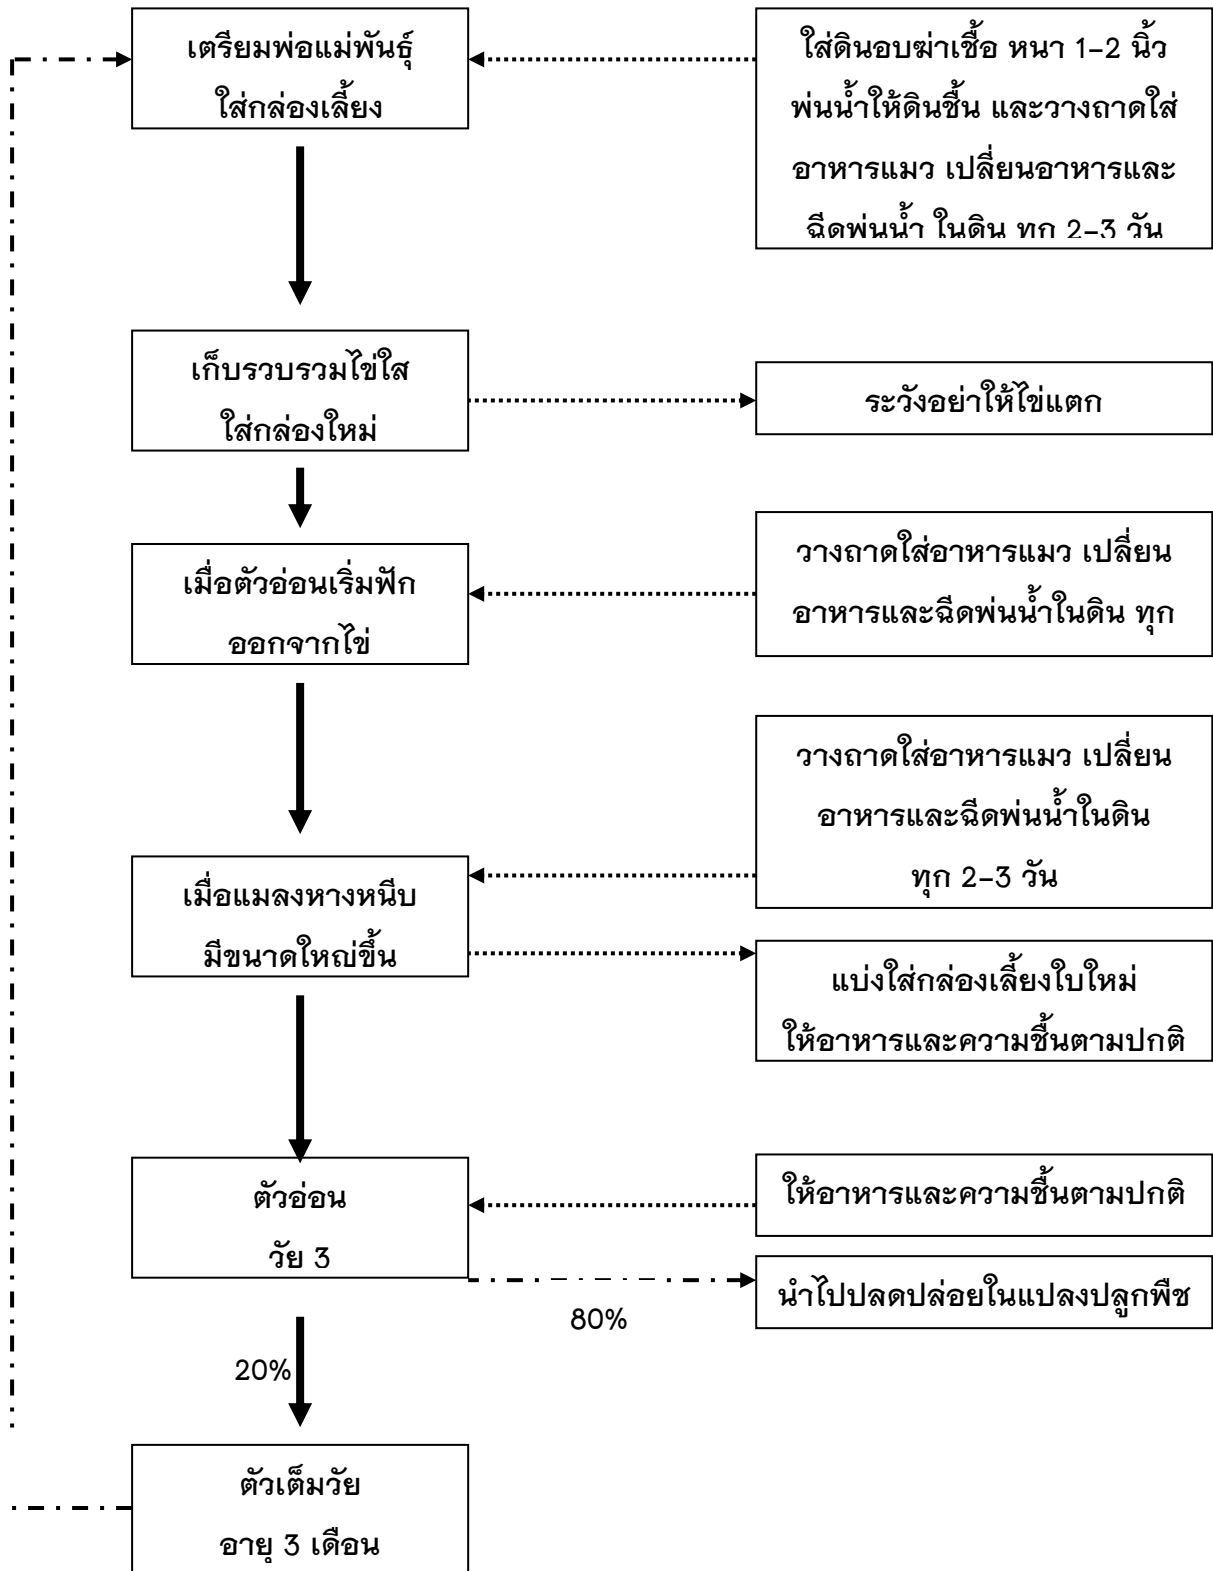 เตรียมพ่อแม่พันธุ์
ใส่กล่องเลี้ยง
ใส่ดินอบฆ่าเชื้อ หนา 1-2 นิ้ว
พ่นน้ำให้ดินชื้น และวางถาดใส่
อาหารแมว เปลี่ยนอาหารและ
ฉีดพ่นน้ำ ในดิน ทุก 2-3 วัน
เก็บรวบรวมไข่ใส
ใส่กล่องใหม่
ระวังอย่าให้ไข่แตก
เมื่อตัวอ่อนเริ่มฟัก
ออกจากไข่
วางถาดใส่อาหารแมว เปลี่ยน
อาหารและฉีดพ่นน้ำในดิน ทุก
วางถาดใส่อาหารแมว เปลี่ยน
อาหารและฉีดพ่นน้ำในดิน
ทุก 2-3 วัน
เมื่อแมลงหางหนีบ
มีขนาดใหญ่ขึ้น
แบ่งใส่กล่องเลี้ยงใบใหม่
ให้อาหารและความชื้นตามปกติ
ตัวอ่อน
วัย 3
ให้อาหารและความชื้นตามปกติ
นำไปปลดปล่อยในแปลงปลูกพืช
80%
20%
ตัวเต็มวัย
อายุ 3 เดือน